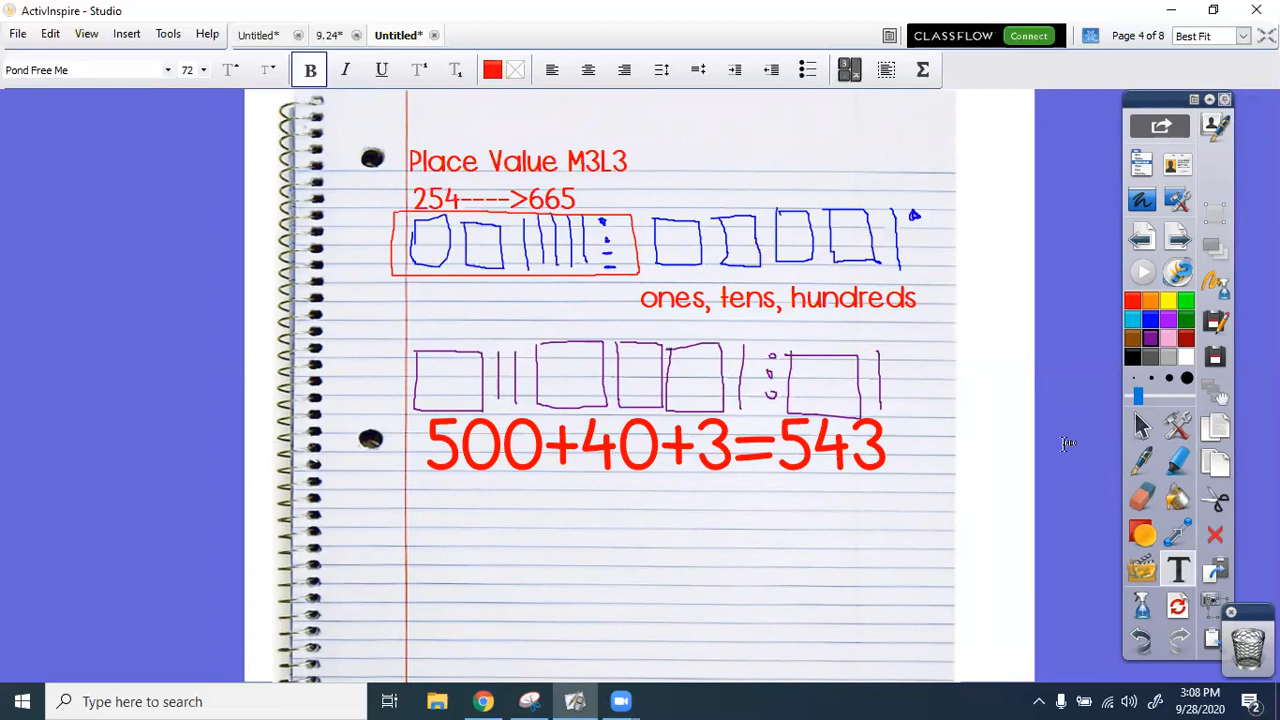 ActivInspire - Studio
File Edit View Insert Tools Help Untitled* 9.24* Untitled* CLASSFLOW Connect Page 4 of 8 Best Fit
Pond Free Me 72 B I U T T
Place Value M3L3
254---->665
ones, tens, hundreds
500+40+3=543
Type here to search
3:08 PM
9/28/2020
2